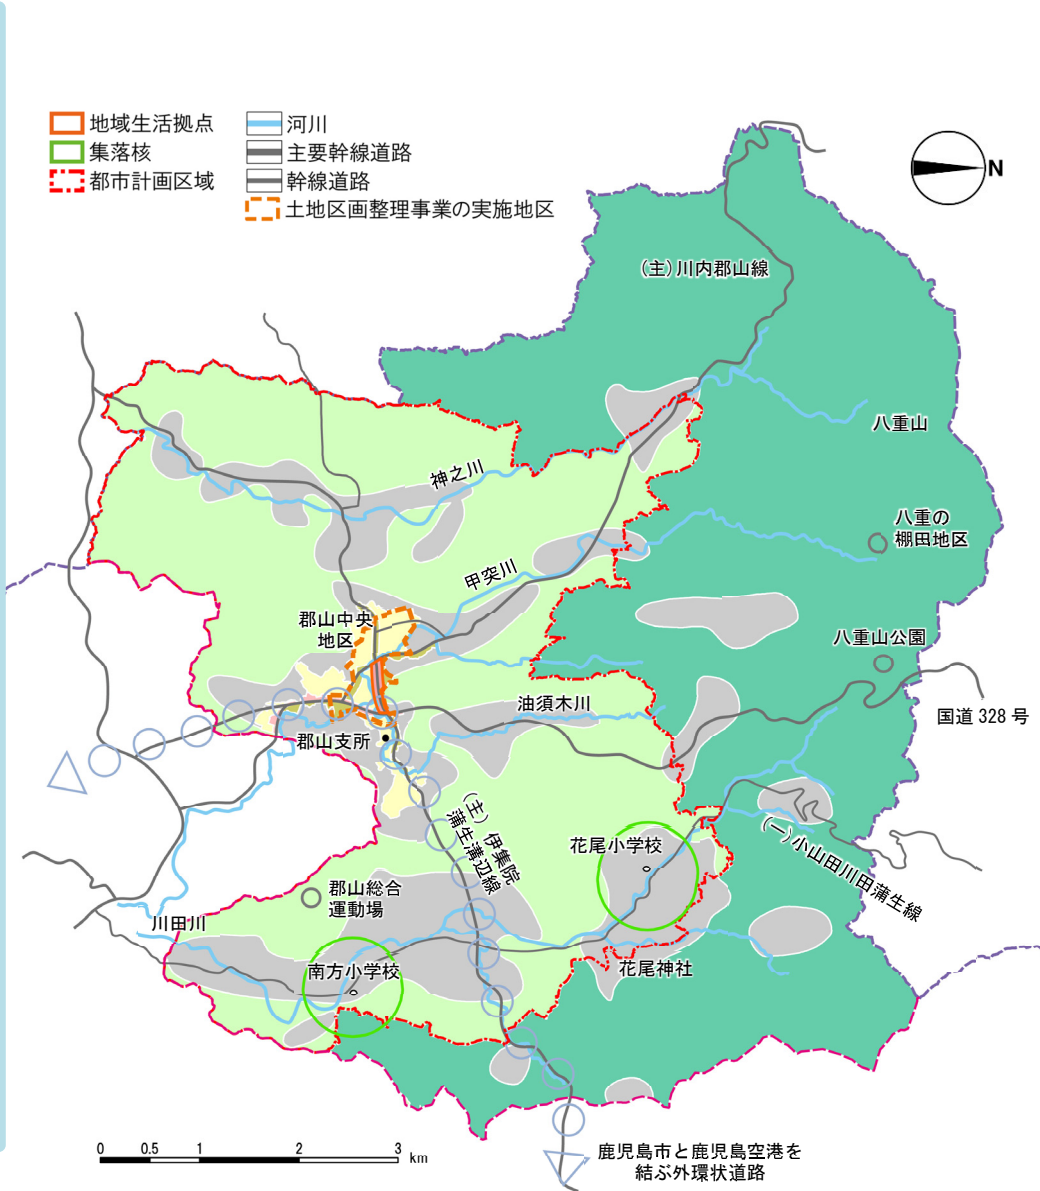 地域生活拠点
集落核
都市計画区域
河川
主要幹線道路
幹線道路
土地区画整理事業の実施地区
N
(主)川内郡山線
八重山
八重の
棚田地区
神之川
甲突川
郡山中央
地区
八重山公園
油須木川
国道328号
郡山支所
(主)伊集院
蒲生溝辺線
花尾小学校
(一)小山田川田蒲生線
郡山総合
運動場
川田川
南方小学校
花尾神社
0 0.5 1 2 3 km
鹿児島市と鹿児島空港を
結ぶ外環状道路